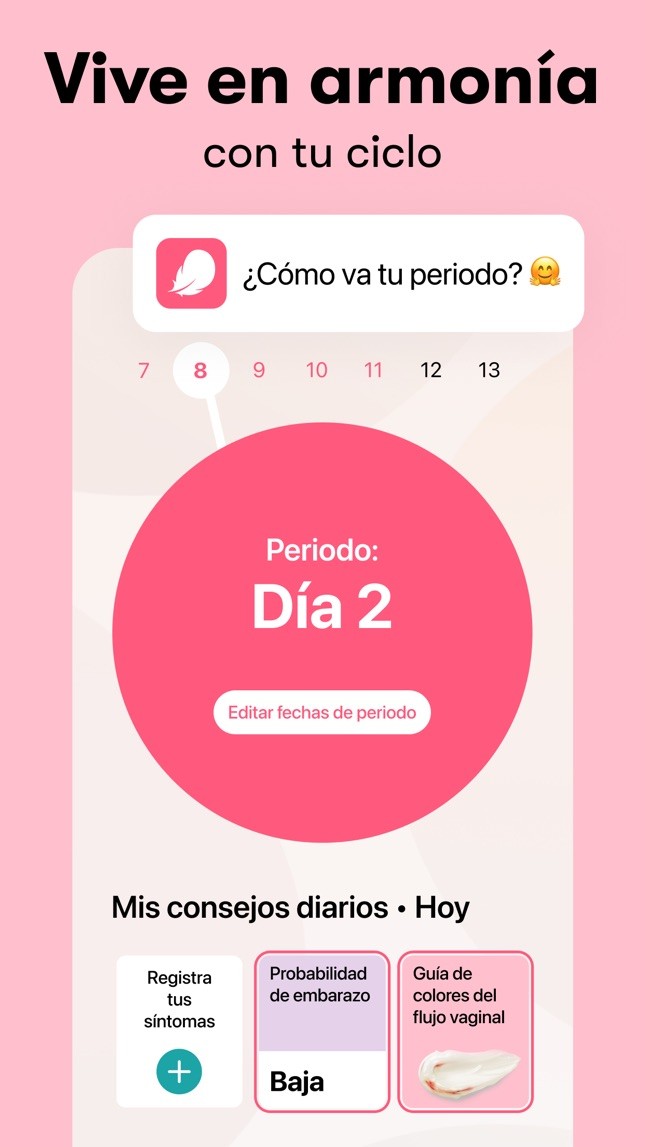 Vive en armonía
con tu ciclo
¿Cómo va tu periodo? 🤗
7 8 9 10 11 12 13
Periodo:
Día 2
Editar fechas de periodo
Mis consejos diarios • Hoy
Registra
tus
síntomas
Probabilidad
de embarazo
Baja
Guía de
colores del
flujo vaginal